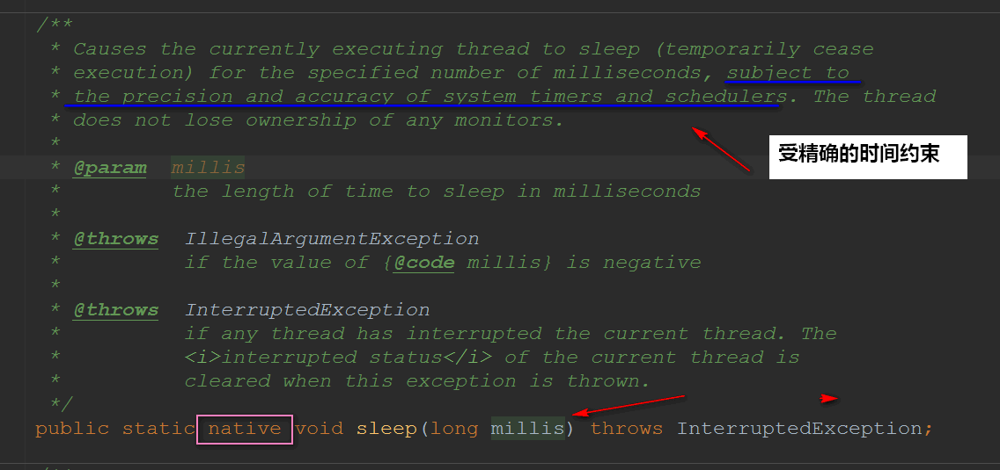 /**
* Causes the currently executing thread to sleep (temporarily cease
* execution) for the specified number of milliseconds, subject to
* the precision and accuracy of system timers and schedulers. The thread
* does not lose ownership of any monitors.
*
受精确的时间约束
* @param millis
* the length of time to sleep in milliseconds
*
* @throws IllegalArgumentException
* if the value of {@code millis} is negative
*
* @throws InterruptedException
* if any thread has interrupted the current thread. The
* <i>interrupted status</i> of the current thread is
* cleared when this exception is thrown.
*/
public static native void sleep(long millis) throws InterruptedException;